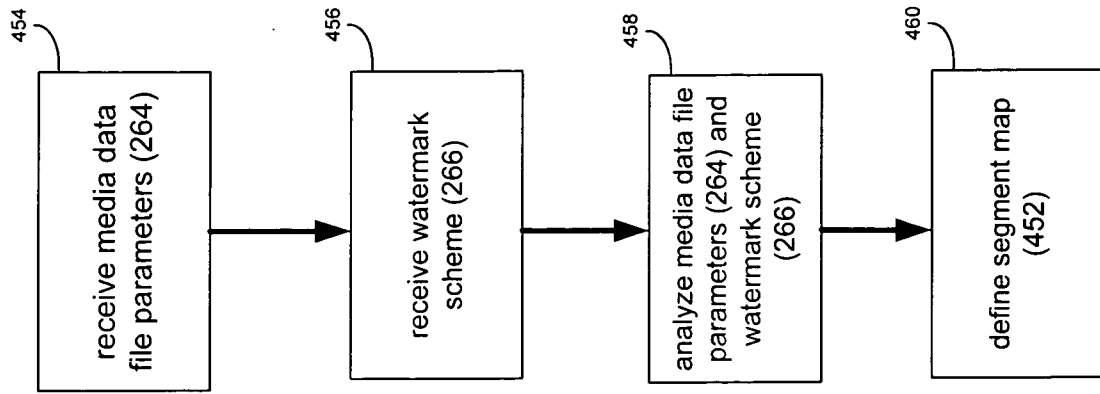 454
receive media data
file parameters (264)
456
receive watermark
scheme (266)
458
analyze media data file
parameters (264) and
watermark scheme
(266)
460
define segment map
(452)